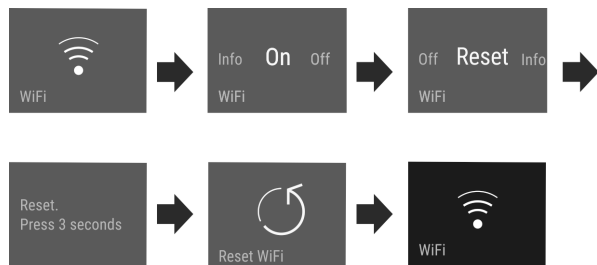 WiFi
Info On Off
WiFi
Off Reset Info
WiFi
Reset.
Press 3 seconds
Reset WiFi
WiFi